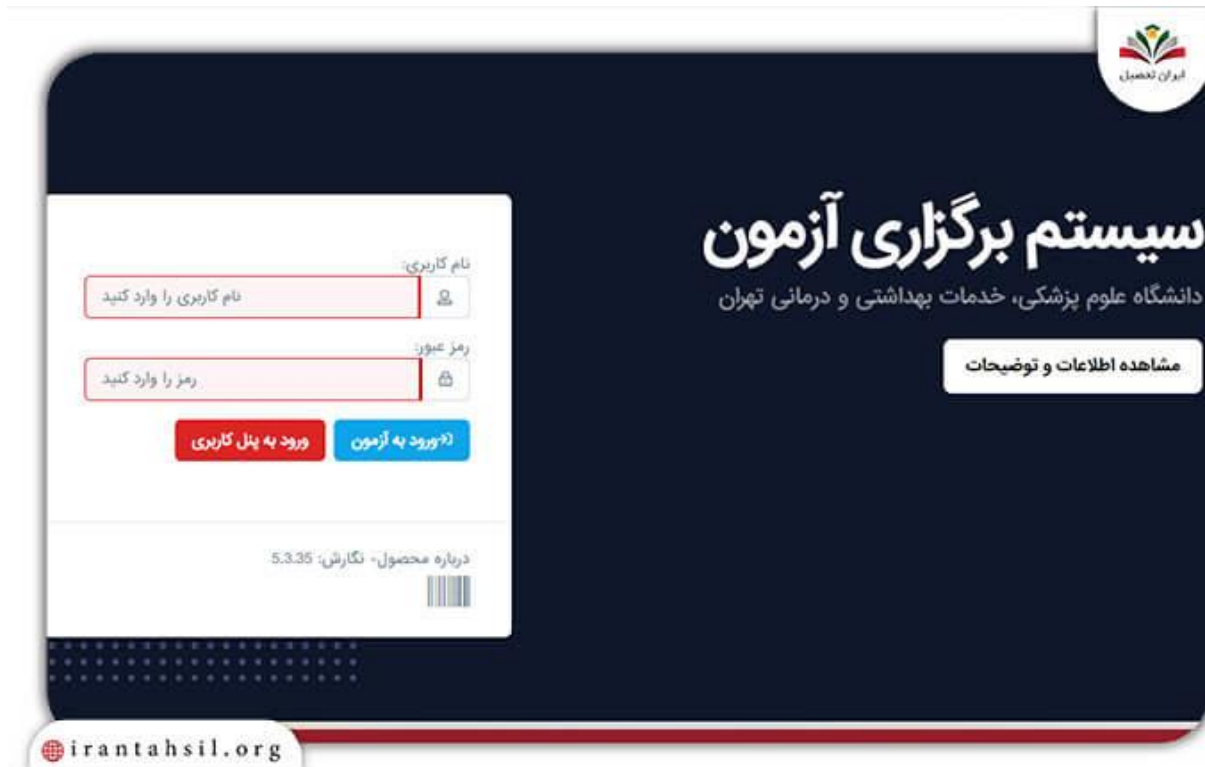 ایران تحصیل
سیستم برگزاری آزمون
دانشگاه علوم پزشکی، خدمات بهداشتی و درمانی تهران
مشاهده اطلاعات و توضیحات
نام کاربری:
نام کاربری را وارد کنید
رمز عبور:
رمز را وارد کنید
ورود به آزمون
ورود به پنل کاربری
درباره محصول- نگارش: 5.3.35
irantahsil.org